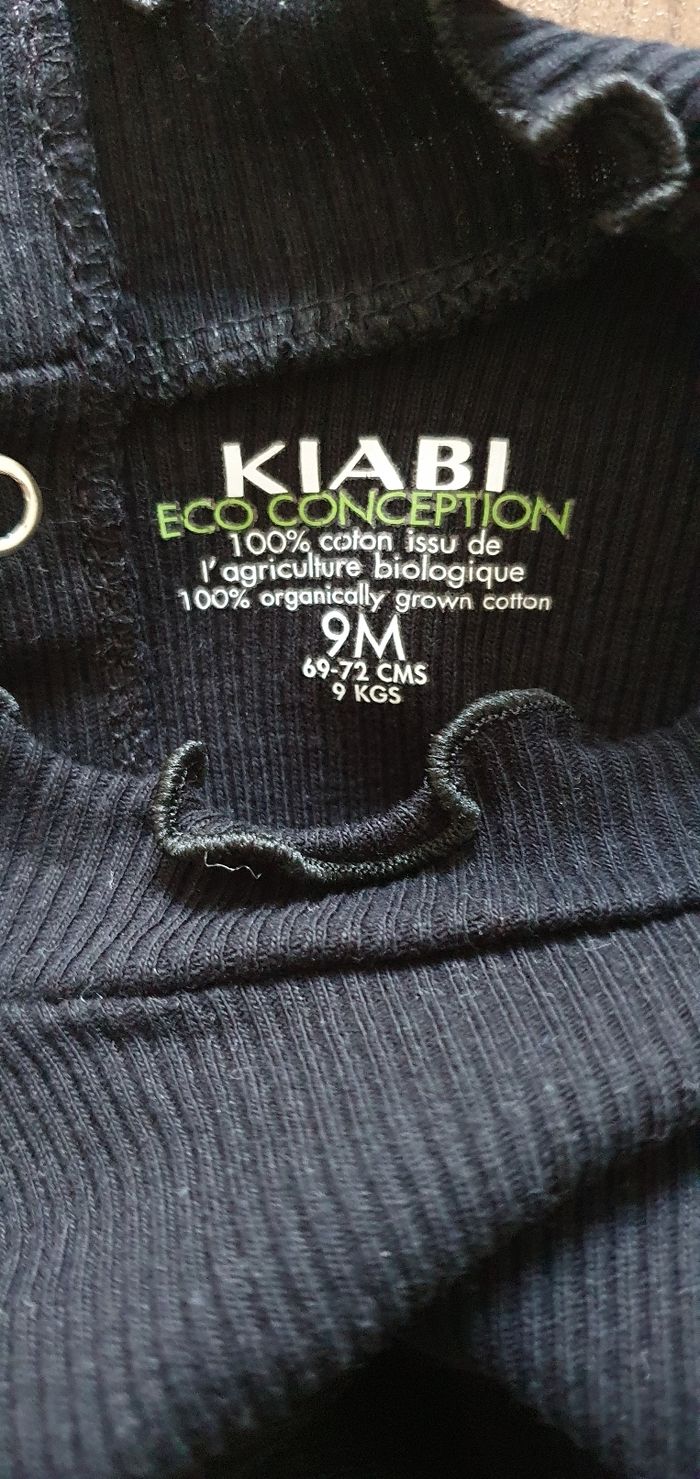 KIABI
ECO CONCEPTION
100% coton issu de
l'agriculture biologique
100% organically grown cotton
9M
69-72 CMS
9 KGS